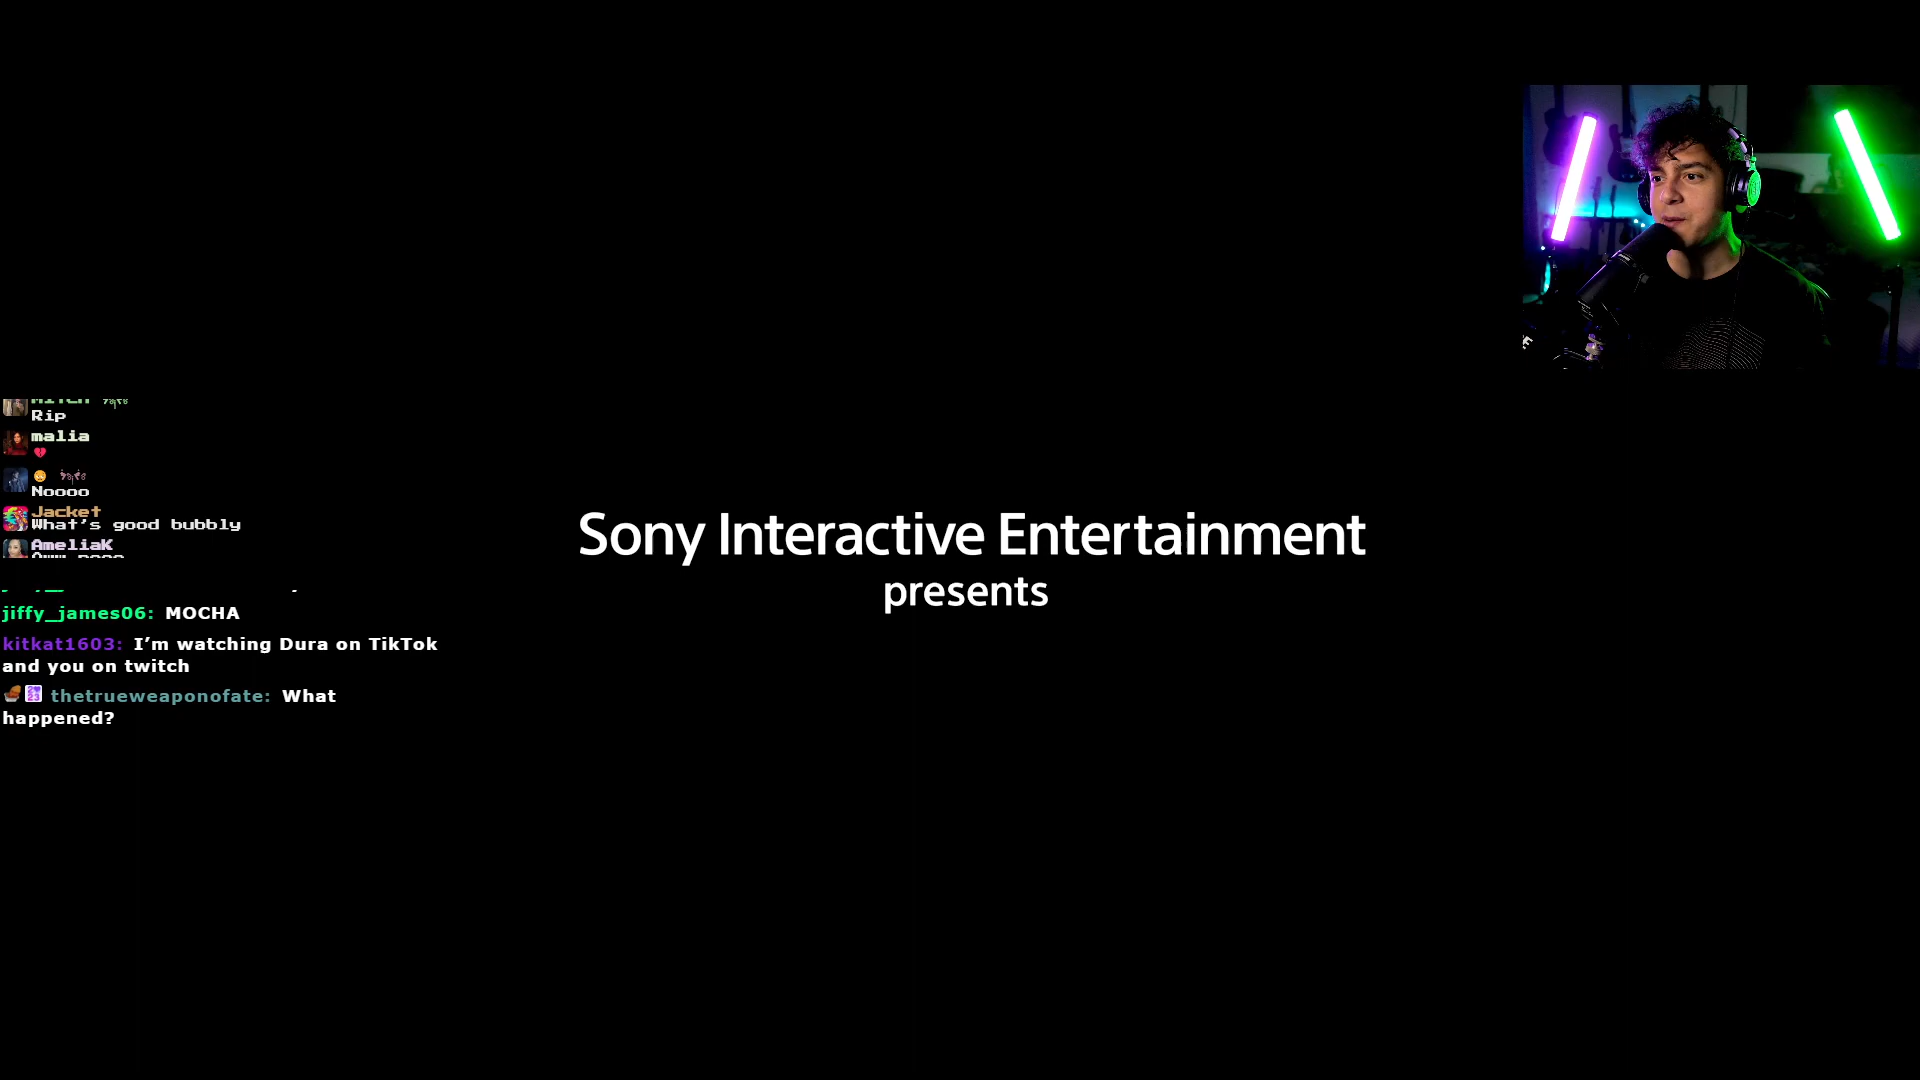 Rip
malia
Noooo
Jacket
What's good bubbly
AmeliaK
Sony Interactive Entertainment
presents
jiffy_james06: MOCHA
kitkat1603: I’m watching Dura on TikTok
and you on twitch
thetrueweaponofate: What
happened?